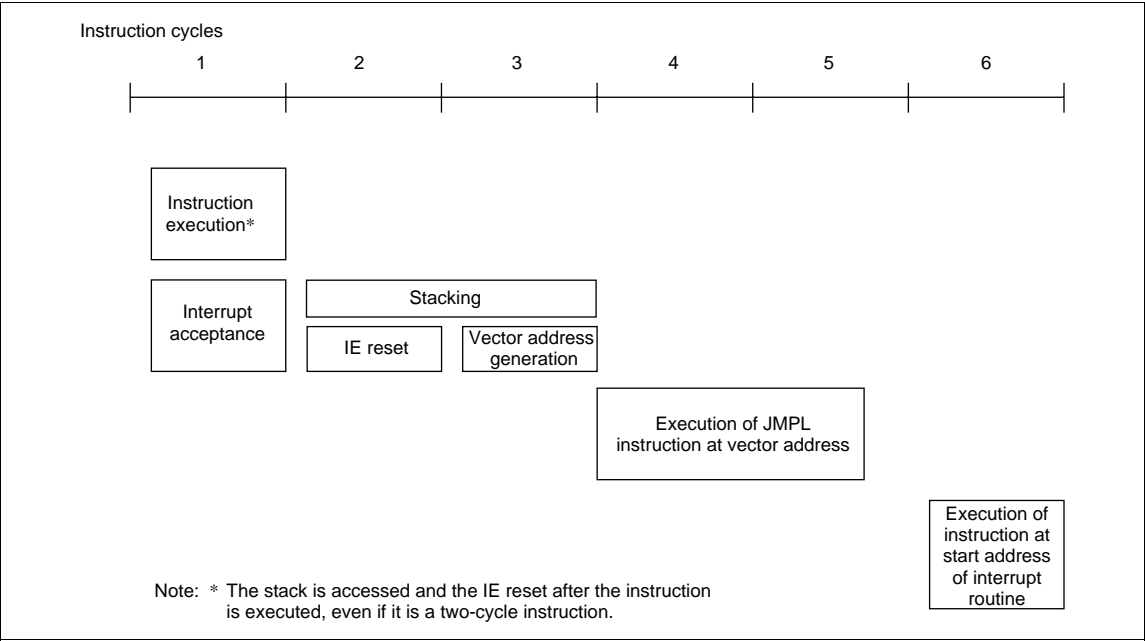 Instruction cycles
1 2 3 4 5 6
Instruction
execution*
Interrupt
acceptance
Stacking
IE reset
Vector address
generation
Execution of JMPL
instruction at vector address
Execution of
instruction at
start address
of interrupt
routine
Note: * The stack is accessed and the IE reset after the instruction
is executed, even if it is a two-cycle instruction.